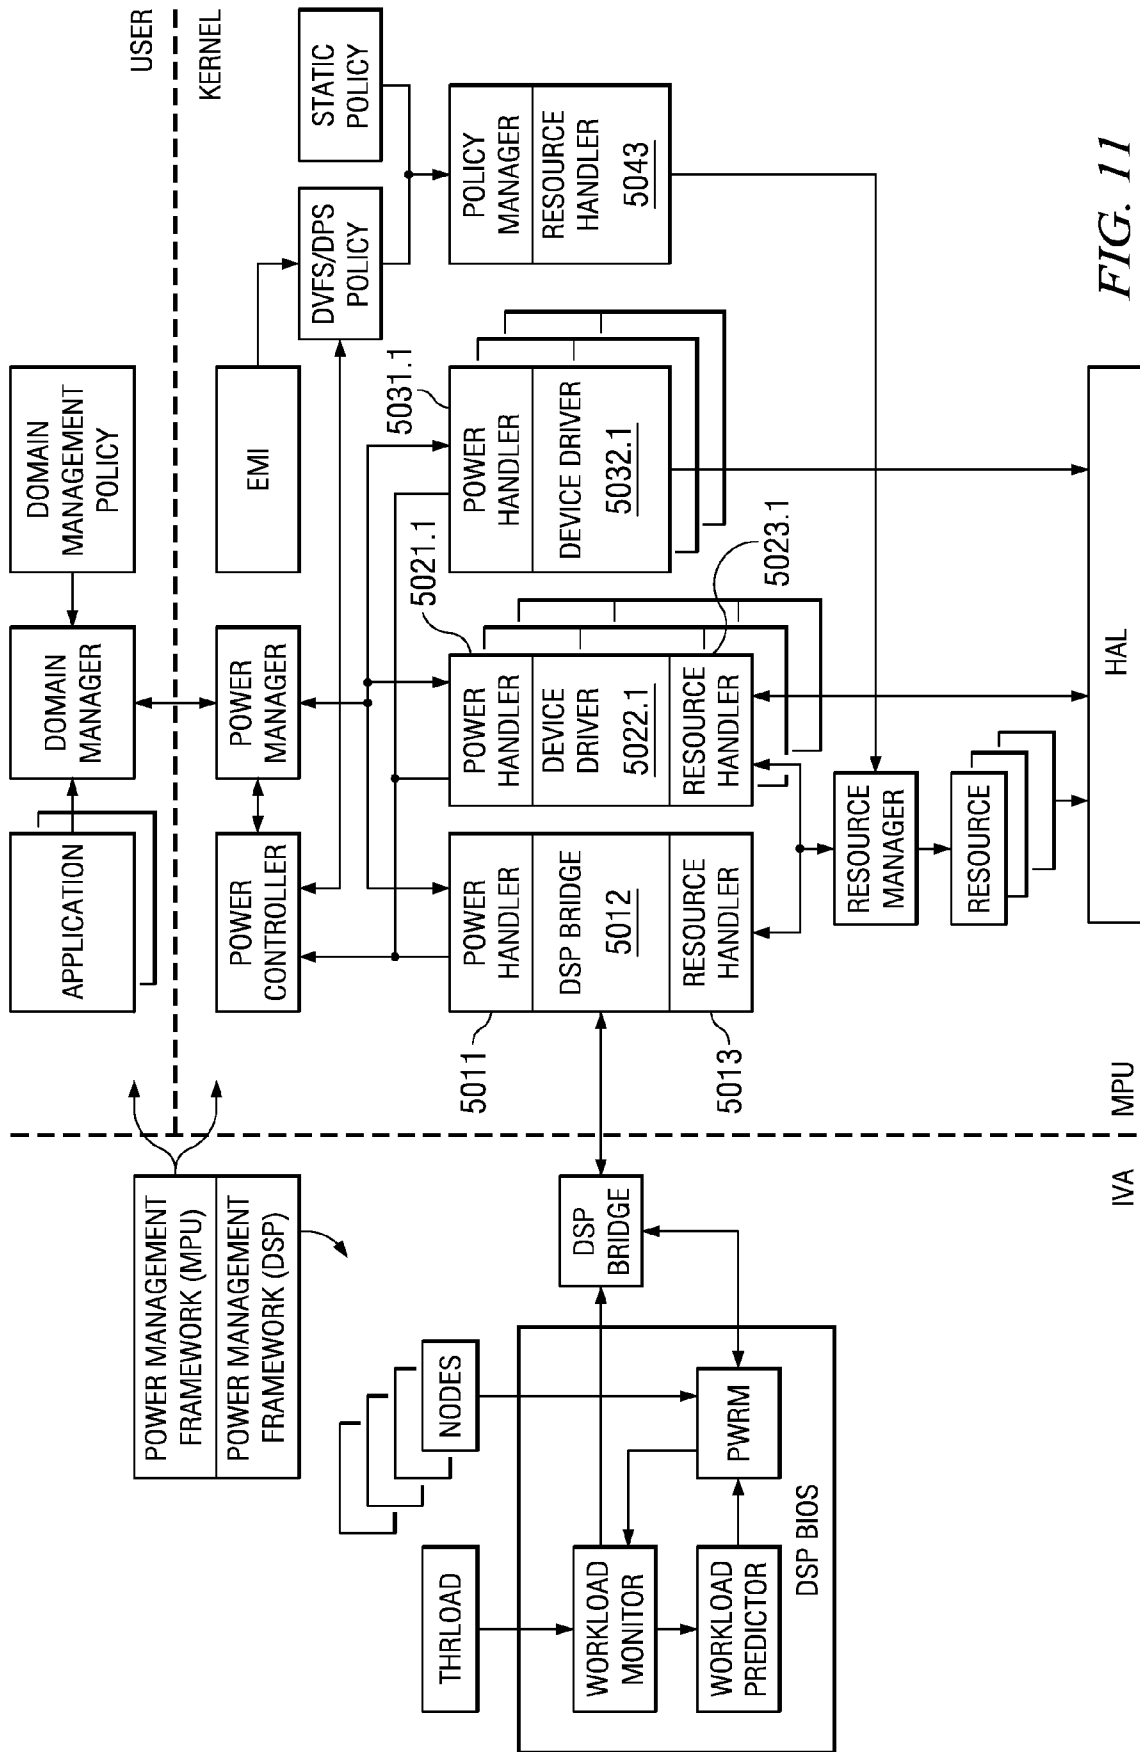 POWER MANAGEMENT
FRAMEWORK (MPU)
POWER MANAGEMENT
FRAMEWORK (DSP)
THRLOAD
NODES
WORKLOAD
MONITOR
WORKLOAD
PREDICTOR
PWRM
DSP BIOS
DSP
BRIDGE
IVA
MPU
USER
KERNEL
APPLICATION
DOMAIN
MANAGER
DOMAIN
MANAGEMENT
POLICY
POWER
CONTROLLER
POWER
MANAGER
EMI
DVFS/DPS
POLICY
STATIC
POLICY
5011
POWER
HANDLER
DSP BRIDGE
5012
RESOURCE
HANDLER
5013
5021.1
POWER
HANDLER
DEVICE
DRIVER
5022.1
RESOURCE
HANDLER
5023.1
5031.1
POWER
HANDLER
DEVICE DRIVER
5032.1
POLICY
MANAGER
RESOURCE
HANDLER
5043
RESOURCE
MANAGER
RESOURCE
HAL
FIG. 11